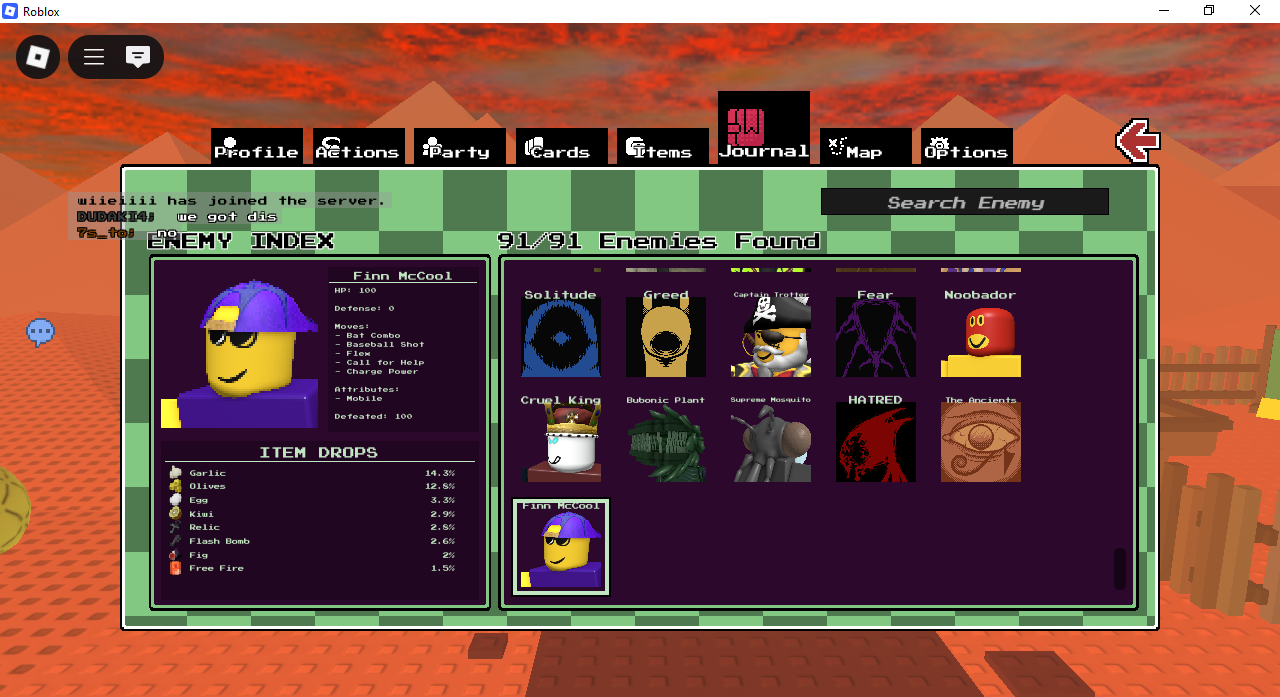 Roblox
Profile
Actions
Party
Cards
Items
Journal
Map
Options
wiieiiii has joined the server.
DUDAKI4; we got dis
7s_to; no
Search Enemy
ENEMY INDEX
91/91 Enemies Found
Finn McCool
HP: 100
Defense: 0
Moves:
- Bat Combo
- Baseball Shot
- Flex
- Call for Help
- Charge Power
Attributes:
- Mobile
Defeated: 100
ITEM DROPS
Garlic 14.3%
Olives 12.8%
Egg 3.3%
Kiwi 2.9%
Relic 2.8%
Flash Bomb 2.6%
Fig 2%
Free Fire 1.5%
Solitude
Greed
Captain Trotter
Fear
Noobador
Cruel King
Bubonic Plant
Supreme Mosquito
HATRED
The Ancients
Finn McCool